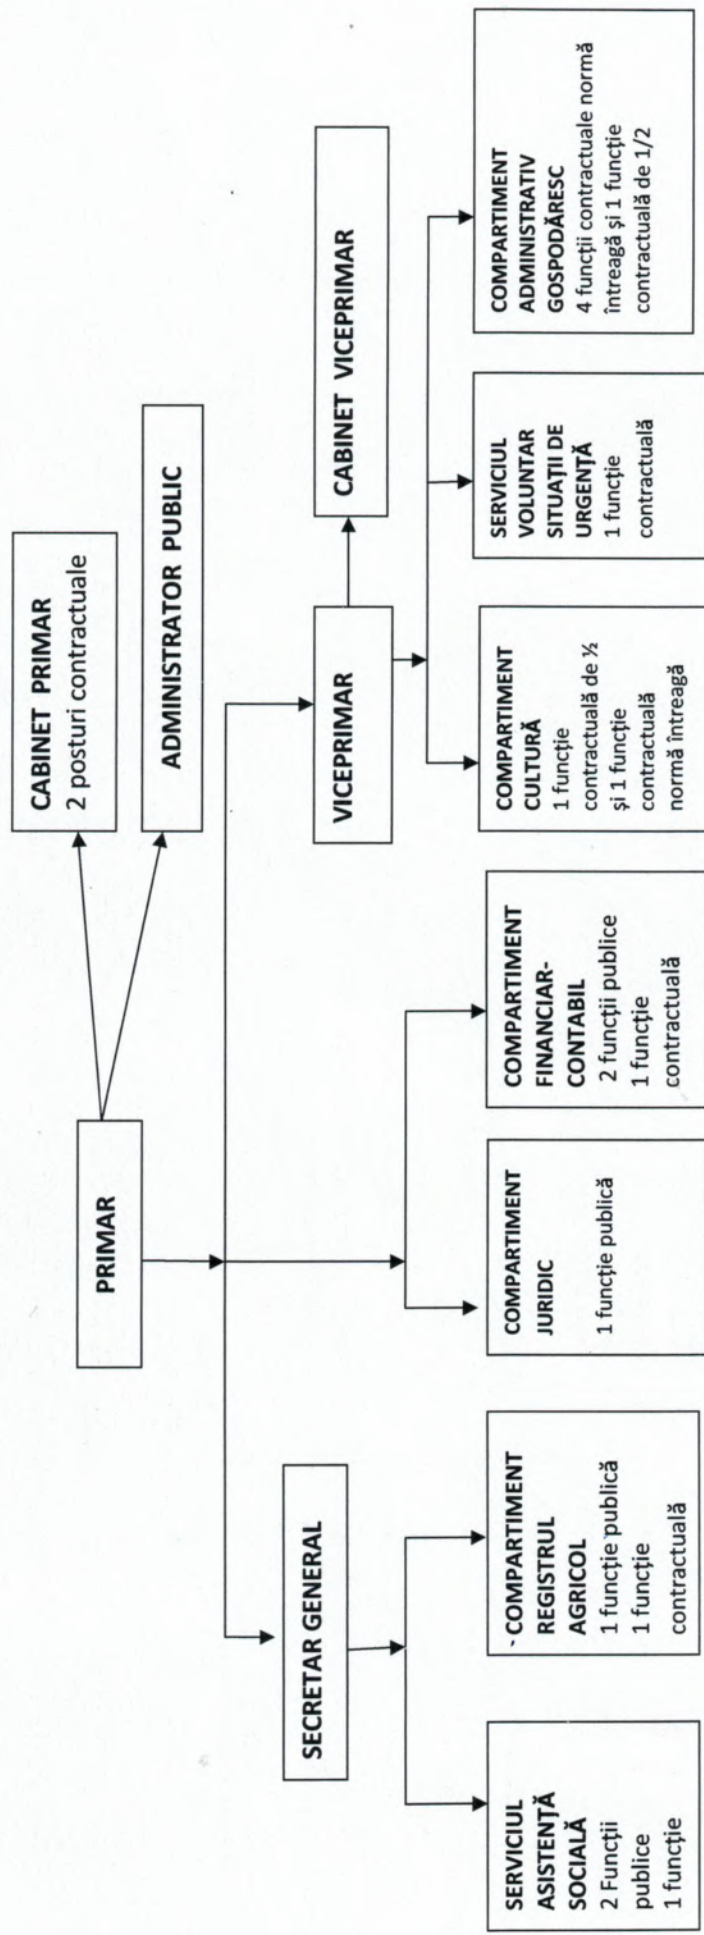 CABINET PRIMAR
2 posturi contractuale
PRIMAR
ADMINISTRATOR PUBLIC
SECRETAR GENERAL
VICEPRIMAR
CABINET VICEPRIMAR
SERVICIUL
ASISTENȚĂ
SOCIALĂ
2 Funcții
publice
1 funcție
COMPARTIMENT
REGISTRUL
AGRICOL
1 funcție publică
1 funcție
contractuală
COMPARTIMENT
JURIDIC
1 funcție publică
COMPARTIMENT
FINANCIAR-
CONTABIL
2 funcții publice
1 funcție
contractuală
COMPARTIMENT
CULTURĂ
1 funcție
contractuală de ½
și 1 funcție
contractuală
normă întreagă
SERVICIUL
VOLUNTAR
SITUAȚII DE
URGENȚĂ
1 funcție
contractuală
COMPARTIMENT
ADMINISTRATIV
GOSPODĂRESC
4 funcții contractuale normă
întreagă și 1 funcție
contractuală de 1/2